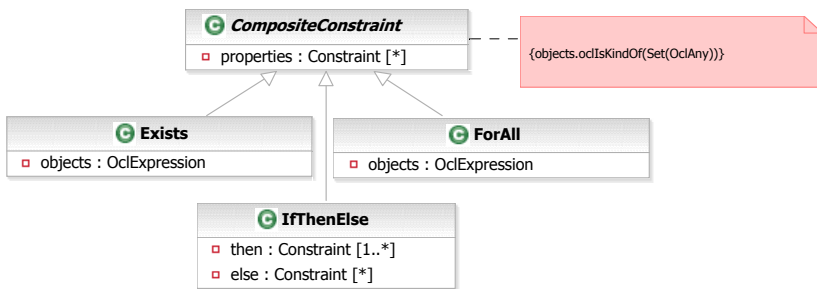 C CompositeConstraint
properties : Constraint [*]
{objects.oclIsKindOf(Set(OclAny))}
C Exists
objects : OclExpression
C ForAll
objects : OclExpression
C IfThenElse
then : Constraint [1..*]
else : Constraint [*]